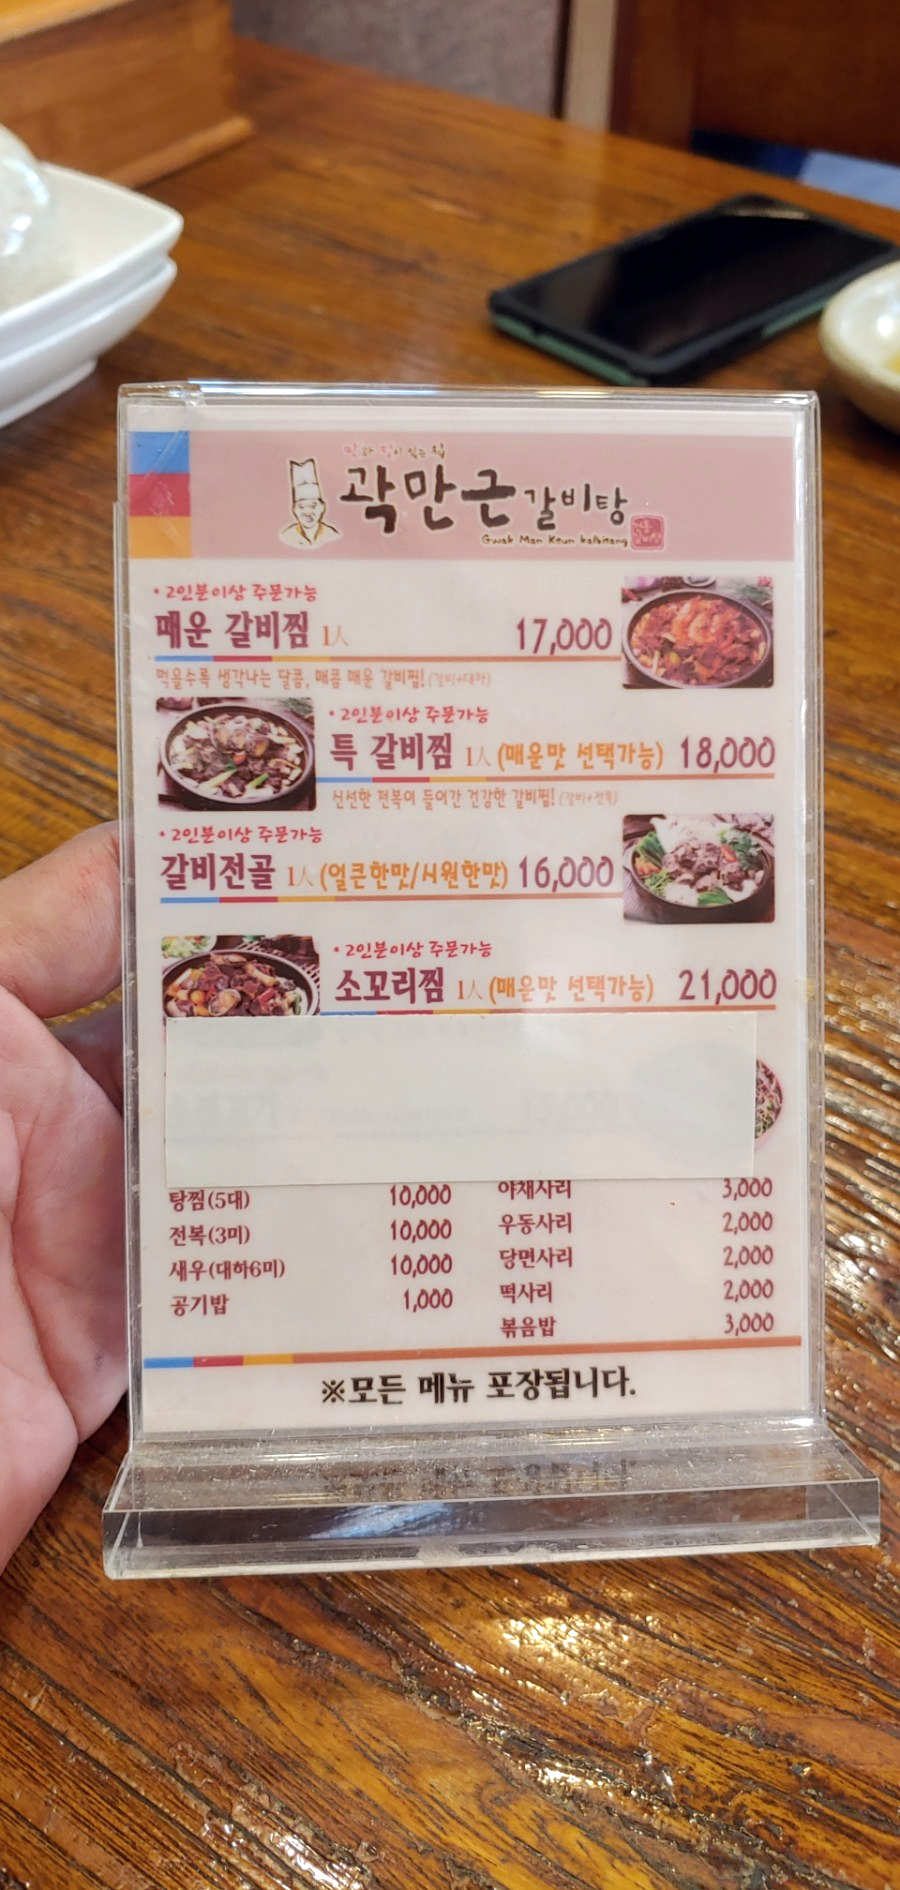 맛과 멋이 있는 집
곽만근 갈비탕
Gwak Man Keun kalbitang
• 2인분이상 주문가능
매운 갈비찜 1人 17,000
먹을수록 생각나는 달콤, 매콤 매운 갈비찜! (갈비+대하)
• 2인분이상 주문가능
특 갈비찜 1人 (매운맛 선택가능) 18,000
신선한 전복이 들어간 건강한 갈비찜! (갈비+전복)
• 2인분이상 주문가능
갈비전골 1人 (얼큰한맛/시원한맛) 16,000
• 2인분이상 주문가능
소꼬리찜 1人 (매운맛 선택가능) 21,000
탕찜(5대) 10,000
전복(3미) 10,000
새우(대하6미) 10,000
공기밥 1,000
야채사리 3,000
우동사리 2,000
당면사리 2,000
떡사리 2,000
볶음밥 3,000
※모든 메뉴 포장됩니다.